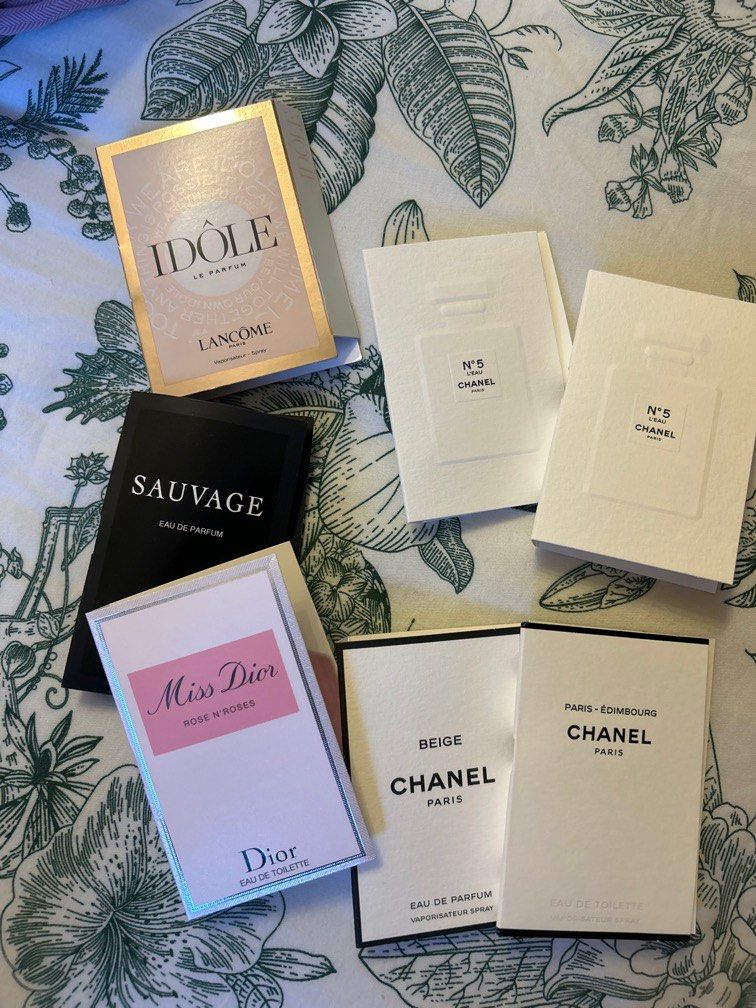 IDÔLE
LE PARFUM
LANCÔME
PARIS
Vaporisateur - Spray
N°5
L'EAU
CHANEL
PARIS
N°5
L'EAU
CHANEL
PARIS
SAUVAGE
EAU DE PARFUM
Miss Dior
ROSE N'ROSES
Dior
EAU DE TOILETTE
BEIGE
CHANEL
PARIS
EAU DE PARFUM
VAPORISATEUR SPRAY
PARIS - ÉDIMBOURG
CHANEL
PARIS
EAU DE TOILETTE
VAPORISATEUR SPRAY